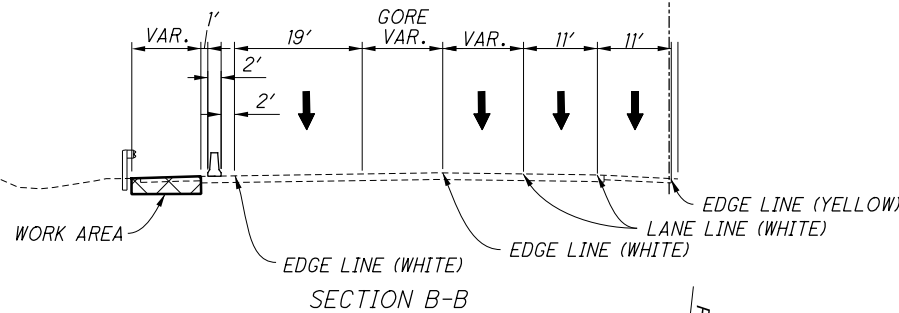 1'
GORE
VAR.
19'
VAR.
VAR.
11'
11'
2'
2'
EDGE LINE (YELLOW)
LANE LINE (WHITE)
WORK AREA
EDGE LINE (WHITE)
EDGE LINE (WHITE)
SECTION B-B